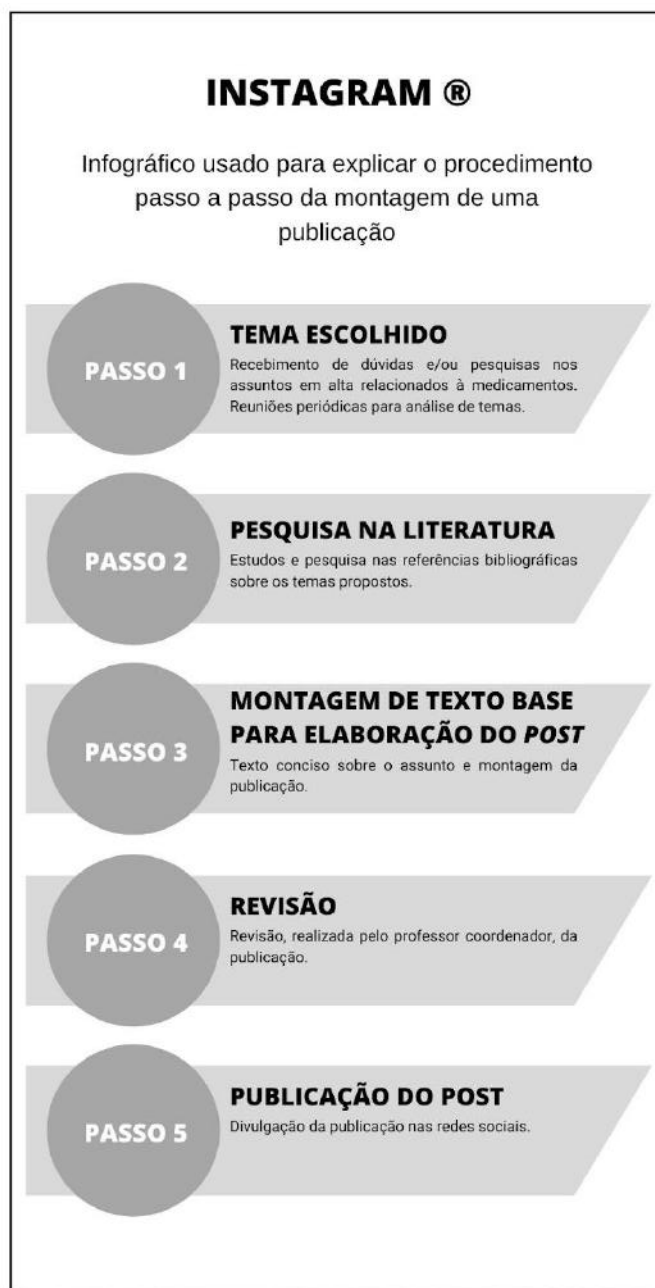 INSTAGRAM ®
Infográfico usado para explicar o procedimento
passo a passo da montagem de uma
publicação
PASSO 1
TEMA ESCOLHIDO
Recebimento de dúvidas e/ou pesquisas nos
assuntos em alta relacionados à medicamentos.
Reuniões periódicas para análise de temas.
PASSO 2
PESQUISA NA LITERATURA
Estudos e pesquisa nas referências bibliográficas
sobre os temas propostos.
PASSO 3
MONTAGEM DE TEXTO BASE
PARA ELABORAÇÃO DO POST
Texto conciso sobre o assunto e montagem da
publicação.
PASSO 4
REVISÃO
Revisão, realizada pelo professor coordenador, da
publicação.
PASSO 5
PUBLICAÇÃO DO POST
Divulgação da publicação nas redes sociais.